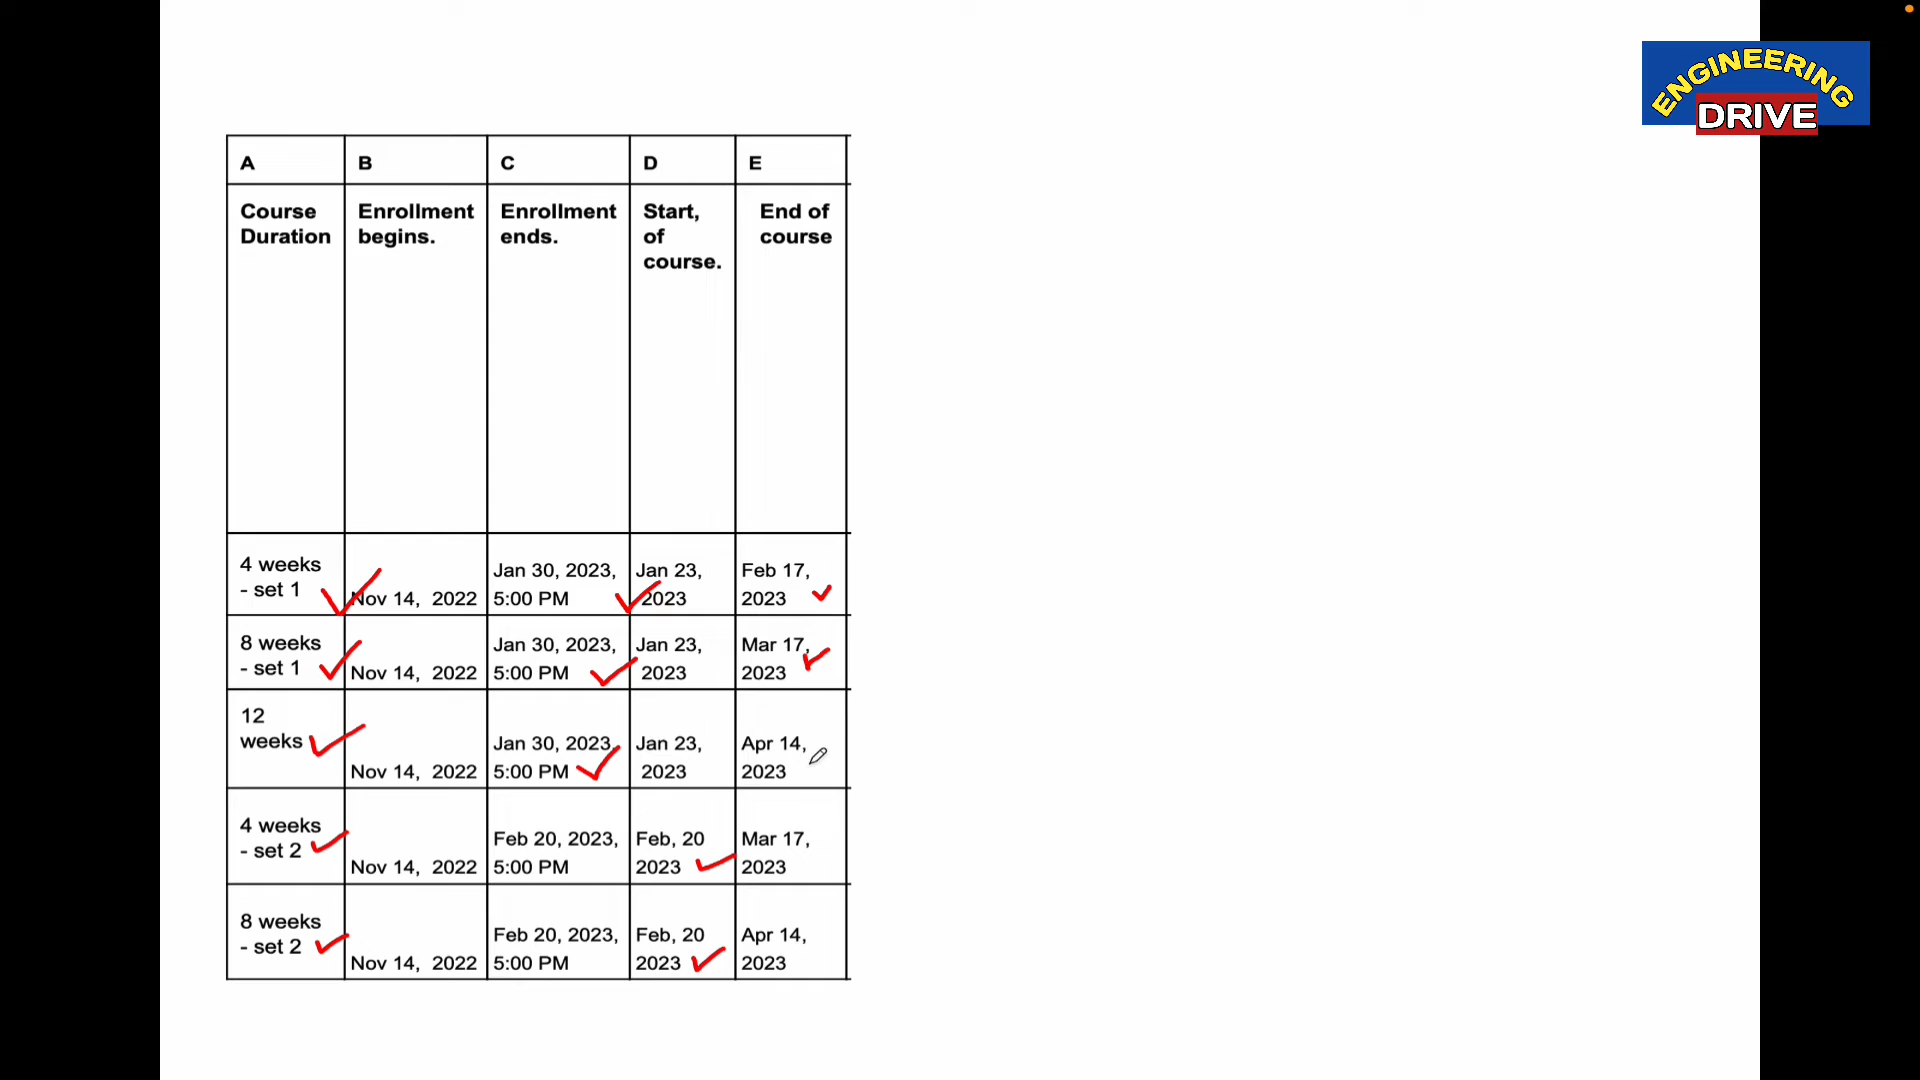 ENGINEERING
DRIVE
A B C D E
Course Enrollment Enrollment Start, End of
Duration begins. ends. of course
course.
4 weeks
- set 1
Nov 14, 2022
Jan 30, 2023,
5:00 PM
Jan 23,
2023
Feb 17,
2023
8 weeks
- set 1
Nov 14, 2022
Jan 30, 2023,
5:00 PM
Jan 23,
2023
Mar 17,
2023
12
weeks
Nov 14, 2022
Jan 30, 2023,
5:00 PM
Jan 23,
2023
Apr 14,
2023
4 weeks
- set 2
Nov 14, 2022
Feb 20, 2023,
5:00 PM
Feb, 20
2023
Mar 17,
2023
8 weeks
- set 2
Nov 14, 2022
Feb 20, 2023,
5:00 PM
Feb, 20
2023
Apr 14,
2023